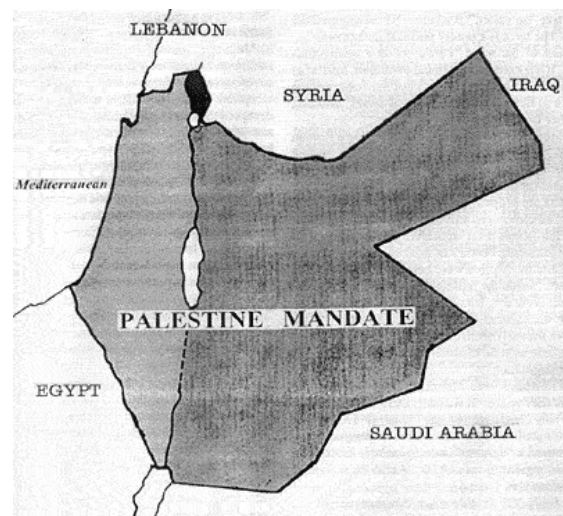 LEBANON
SYRIA
IRAQ
Mediterranean
PALESTINE MANDATE
EGYPT
SAUDI ARABIA